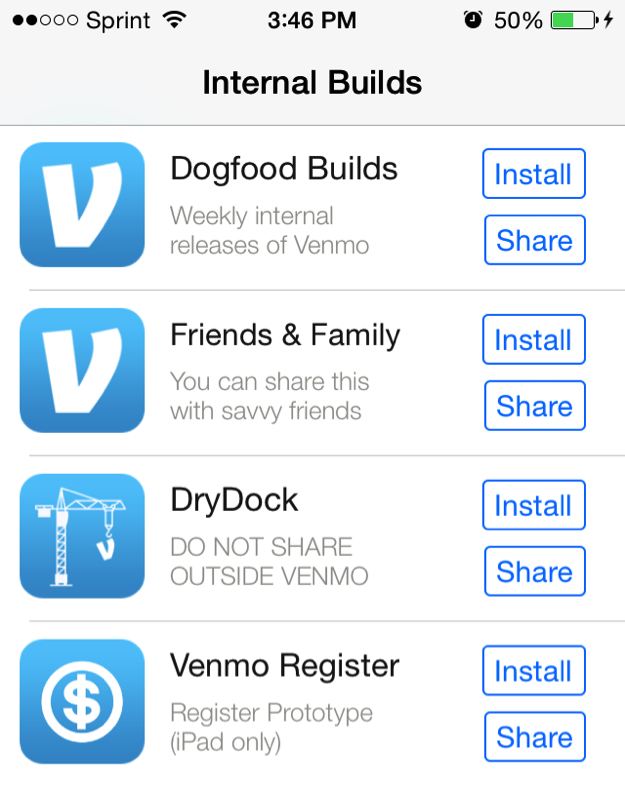 Sprint 3:46 PM 50%
Internal Builds
Dogfood Builds
Weekly internal
releases of Venmo
Install
Share
Friends & Family
You can share this
with savvy friends
Install
Share
DryDock
DO NOT SHARE
OUTSIDE VENMO
Install
Share
Venmo Register
Register Prototype
(iPad only)
Install
Share